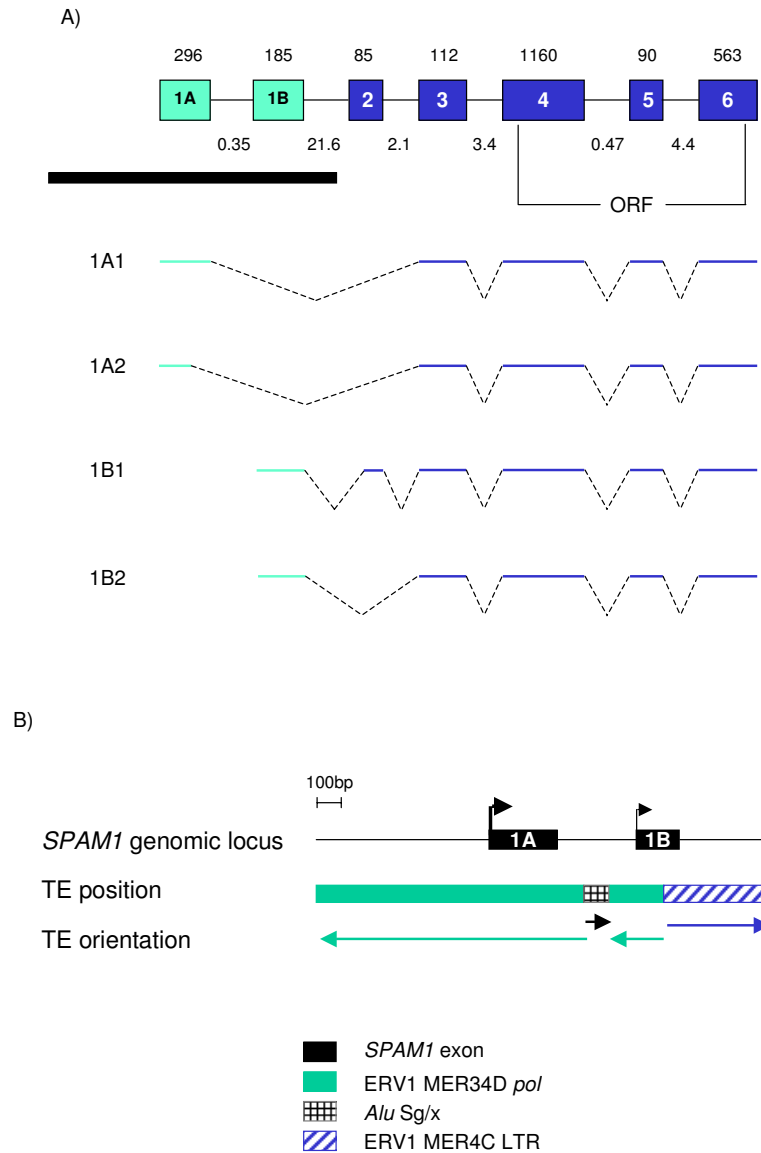 A)
296 185 85 112 1160 90 563
1A 1B 2 3 4 5 6
0.35 21.6 2.1 3.4 0.47 4.4
ORF
1A1
1A2
1B1
1B2
B)
100bp
SPAM1 genomic locus 1A 1B
TE position
TE orientation
SPAM1 exon
ERV1 MER34D pol
Alu Sg/x
ERV1 MER4C LTR